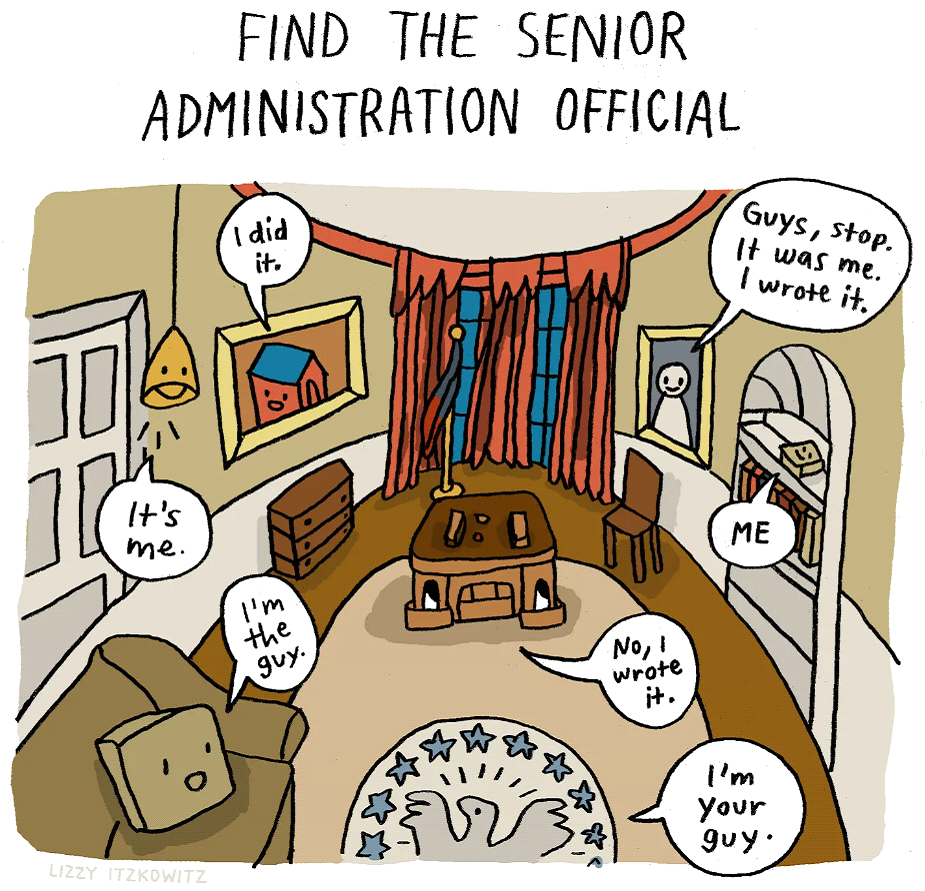 FIND THE SENIOR
ADMINISTRATION OFFICIAL
I did
it.
Guys, stop.
It was me.
I wrote it.
It's
me.
ME
I'm
the
guy.
No, I
wrote
it.
I'm
your
guy.
LIZZY ITZKOWITZ